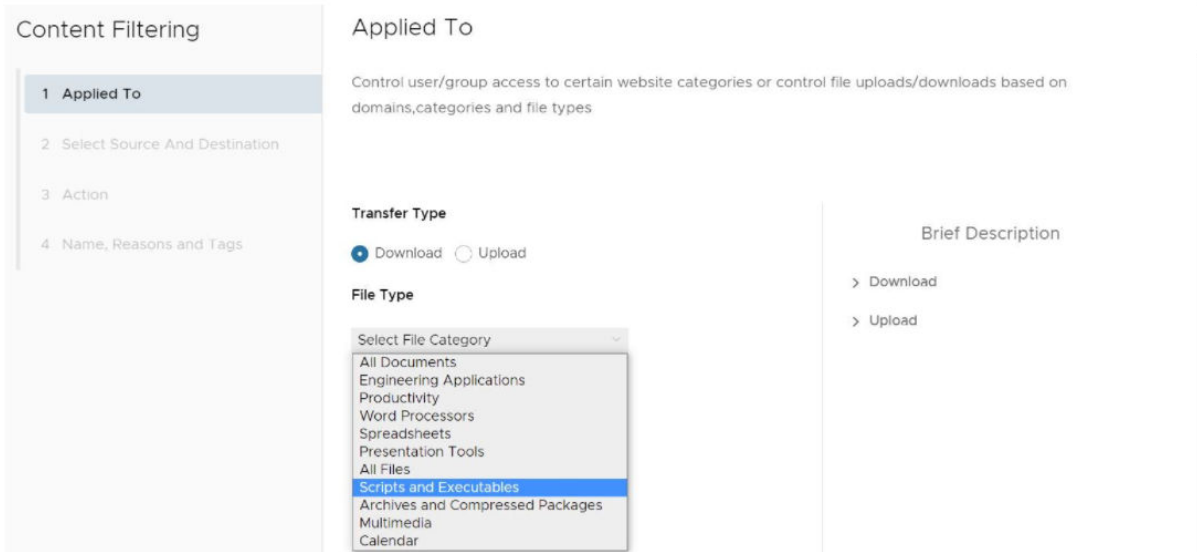 Content Filtering
1 Applied To
2 Select Source And Destination
3 Action
4 Name, Reasons and Tags
Applied To
Control user/group access to certain website categories or control file uploads/downloads based on
domains,categories and file types
Transfer Type
Download Upload
File Type
Select File Category
All Documents
Engineering Applications
Productivity
Word Processors
Spreadsheets
Presentation Tools
All Files
Scripts and Executables
Archives and Compressed Packages
Multimedia
Calendar
Brief Description
Download
Upload